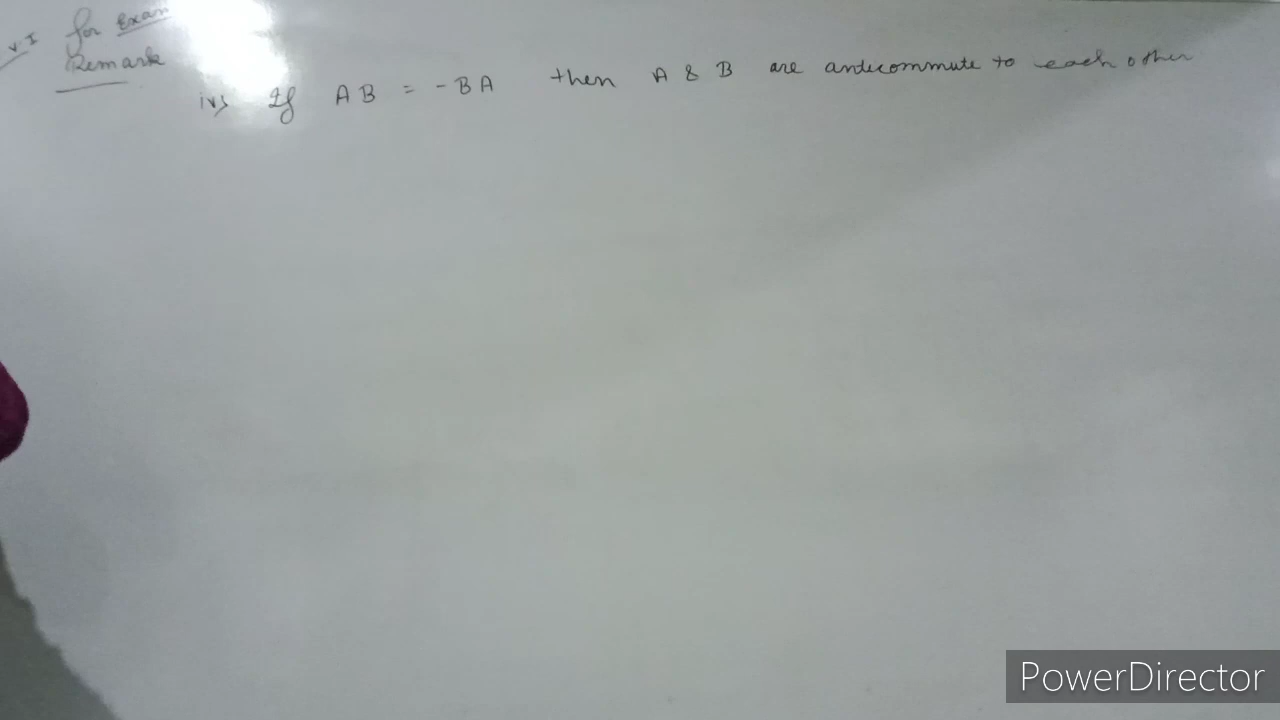 V.I for Exam
Remark
iv> If AB = -BA then A & B are anticommute to each other
PowerDirector